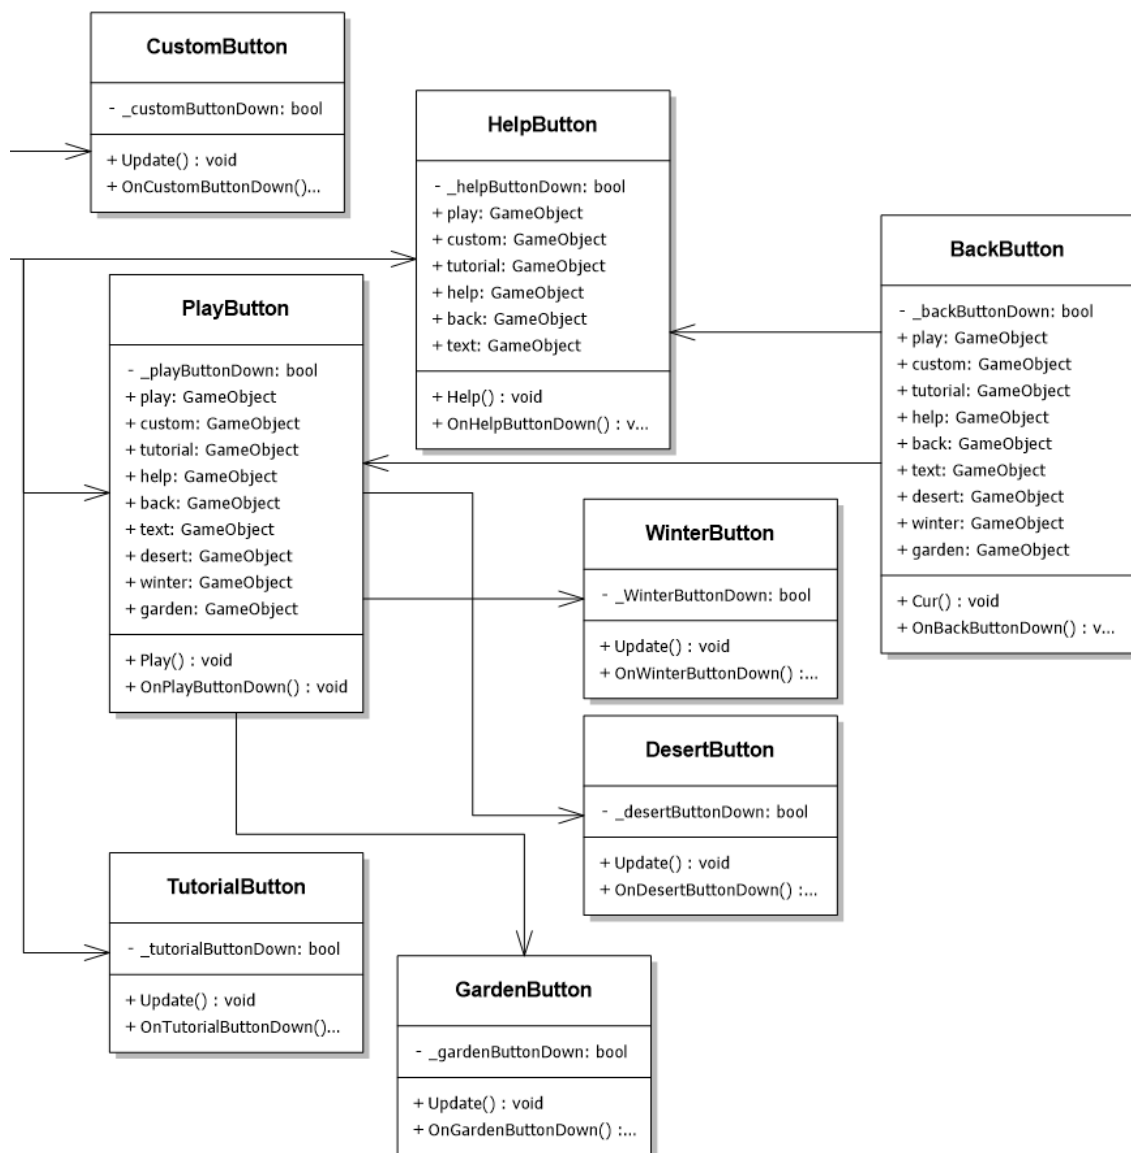 CustomButton
- _customButtonDown: bool
+ Update() : void
+ OnCustomButtonDown()...
HelpButton
- _helpButtonDown: bool
+ play: GameObject
+ custom: GameObject
+ tutorial: GameObject
+ help: GameObject
+ back: GameObject
+ text: GameObject
+ Help() : void
+ OnHelpButtonDown() : v...
BackButton
- _backButtonDown: bool
+ play: GameObject
+ custom: GameObject
+ tutorial: GameObject
+ help: GameObject
+ back: GameObject
+ text: GameObject
+ desert: GameObject
+ winter: GameObject
+ garden: GameObject
+ Cur() : void
+ OnBackButtonDown() : v...
PlayButton
- _playButtonDown: bool
+ play: GameObject
+ custom: GameObject
+ tutorial: GameObject
+ help: GameObject
+ back: GameObject
+ text: GameObject
+ desert: GameObject
+ winter: GameObject
+ garden: GameObject
+ Play() : void
+ OnPlayButtonDown() : void
WinterButton
- _WinterButtonDown: bool
+ Update() : void
+ OnWinterButtonDown() :...
DesertButton
- _desertButtonDown: bool
+ Update() : void
+ OnDesertButtonDown() :...
TutorialButton
- _tutorialButtonDown: bool
+ Update() : void
+ OnTutorialButtonDown()...
GardenButton
- _gardenButtonDown: bool
+ Update() : void
+ OnGardenButtonDown() :...